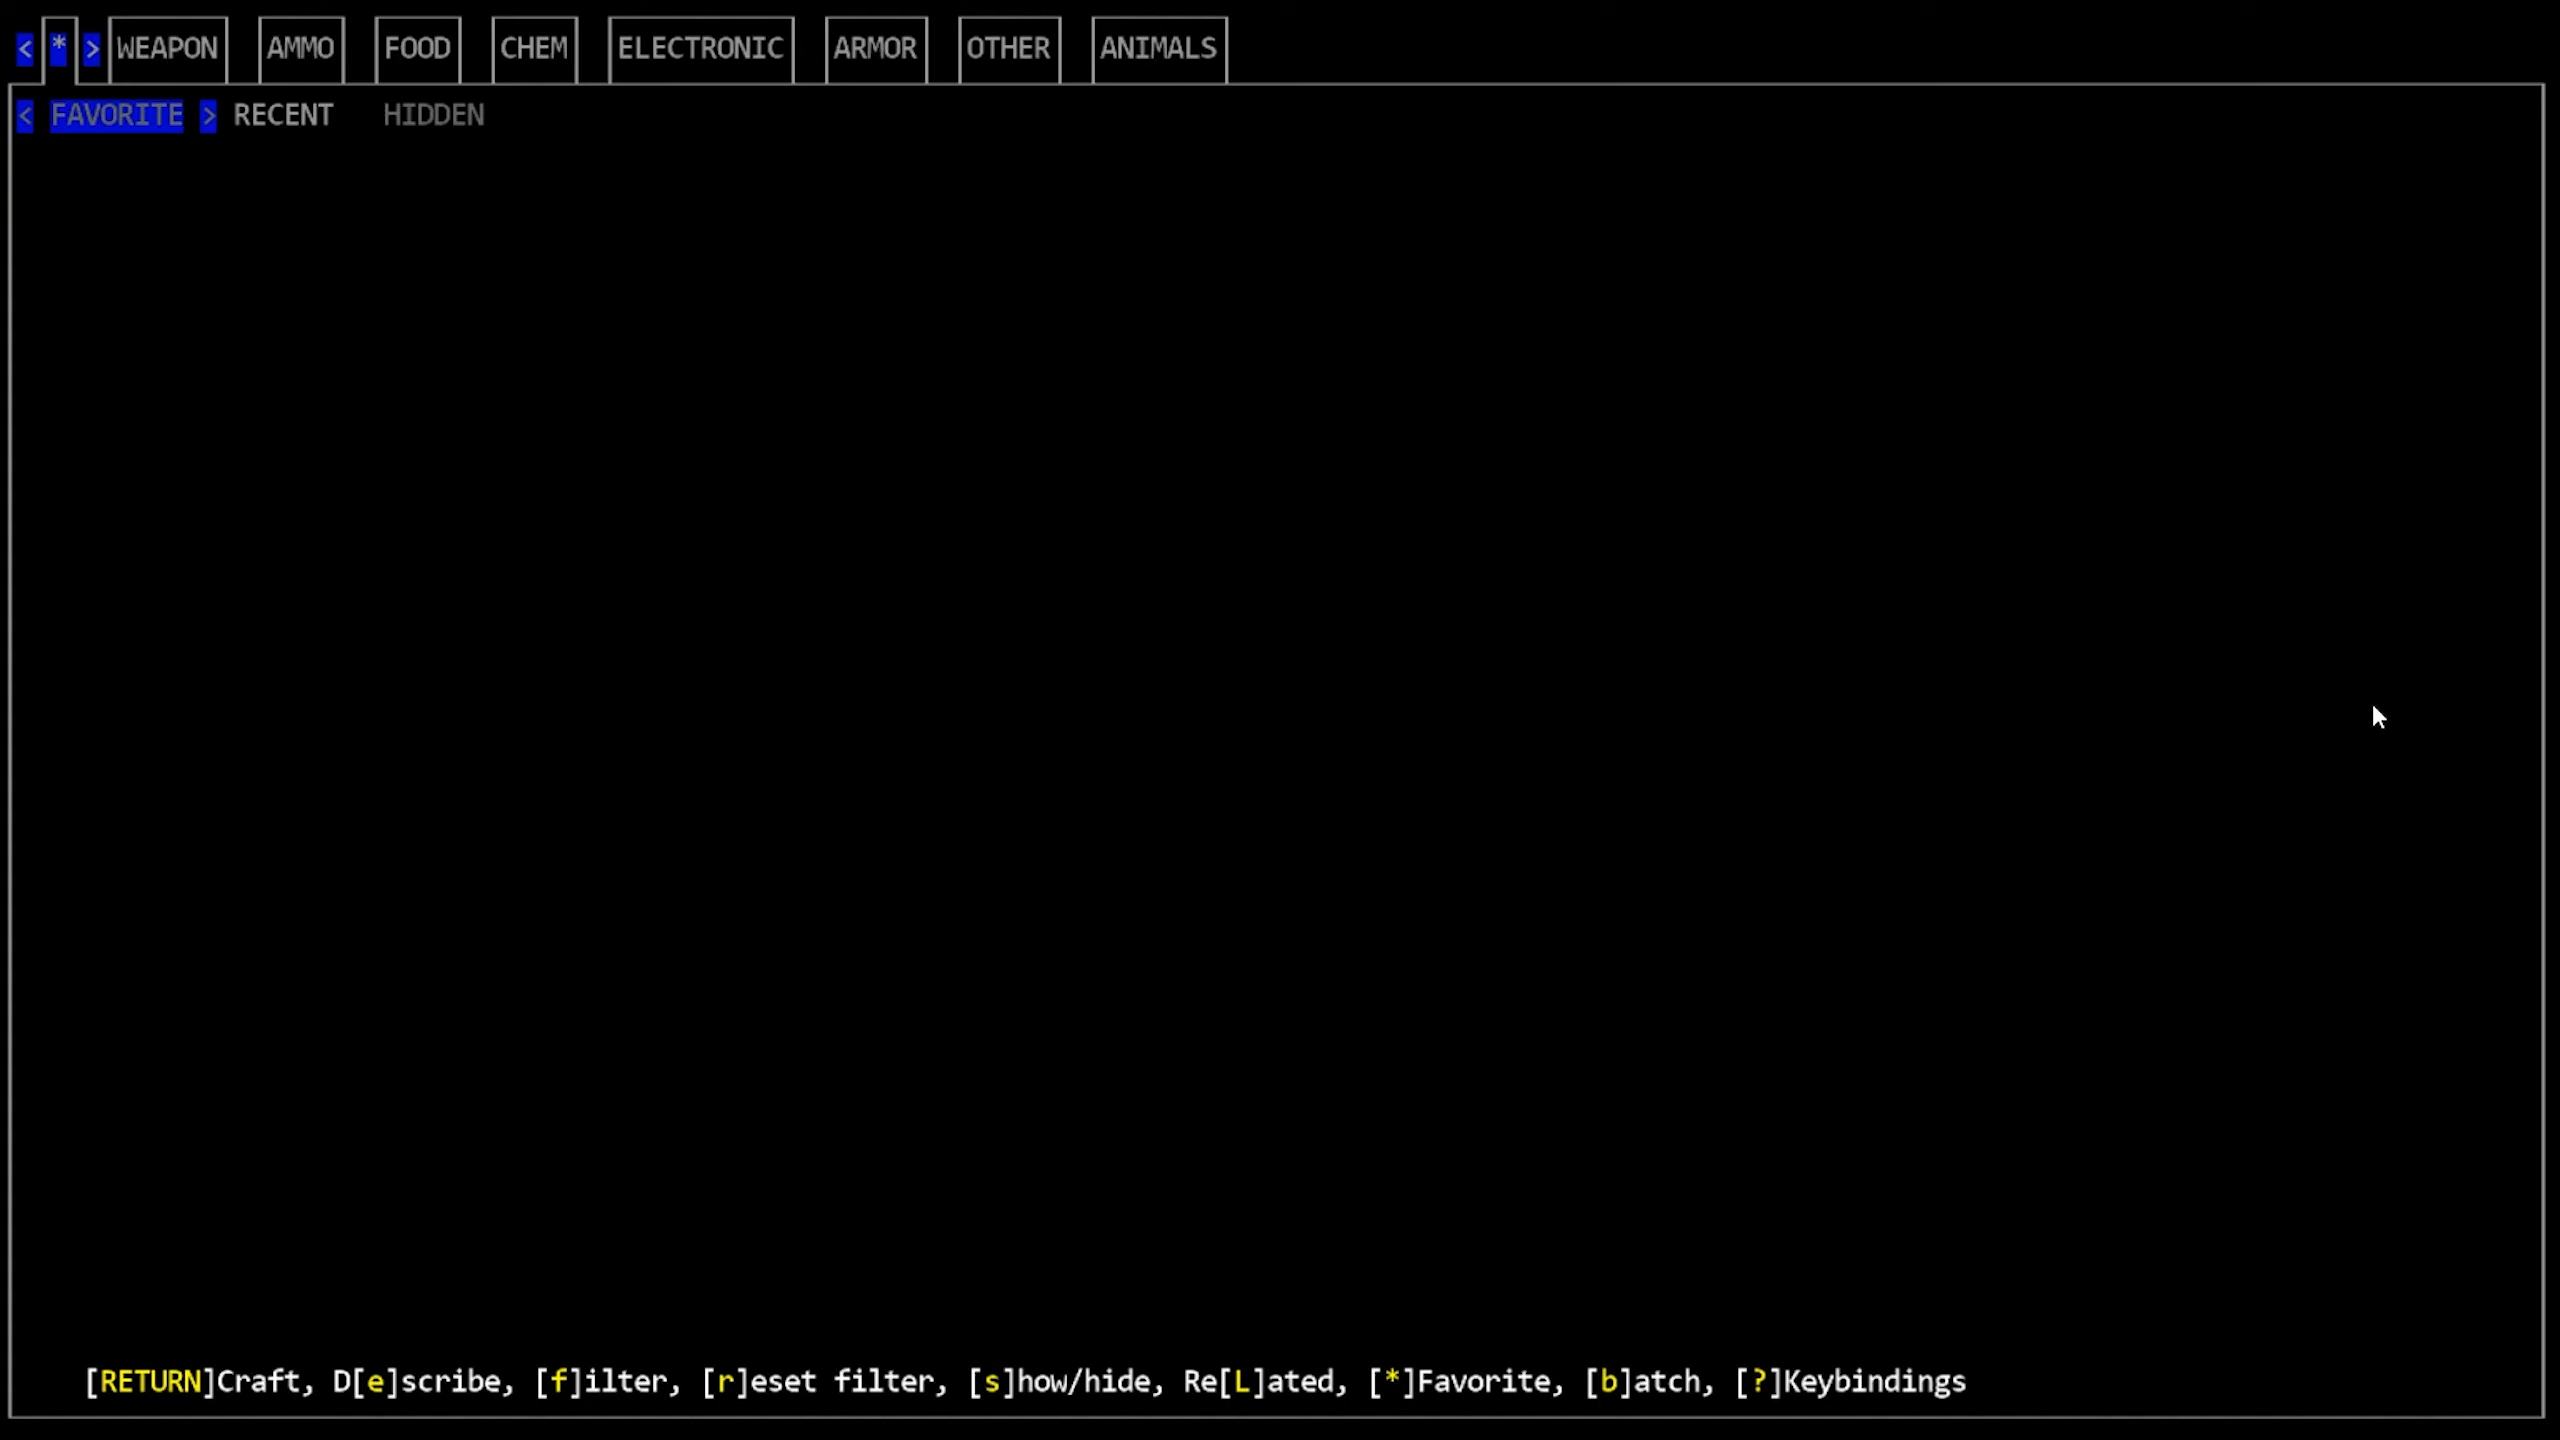 < * > WEAPON AMMO FOOD CHEM ELECTRONIC ARMOR OTHER ANIMALS
< FAVORITE > RECENT HIDDEN
[RETURN]Craft, D[e]scribe, [f]ilter, [r]eset filter, [s]how/hide, Re[L]ated, [*]Favorite, [b]atch, [?]Keybindings